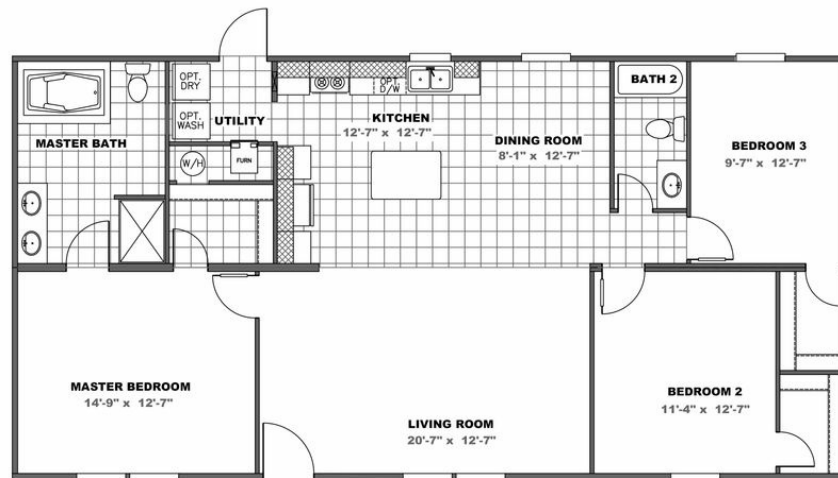 OPT.
DRY
OPT.
WASH
UTILITY
MASTER BATH
W/H
FURN
OPT.
D/W
KITCHEN
12'-7" x 12'-7"
DINING ROOM
8'-1" x 12'-7"
BATH 2
BEDROOM 3
9'-7" x 12'-7"
MASTER BEDROOM
14'-9" x 12'-7"
LIVING ROOM
20'-7" x 12'-7"
BEDROOM 2
11'-4" x 12'-7"